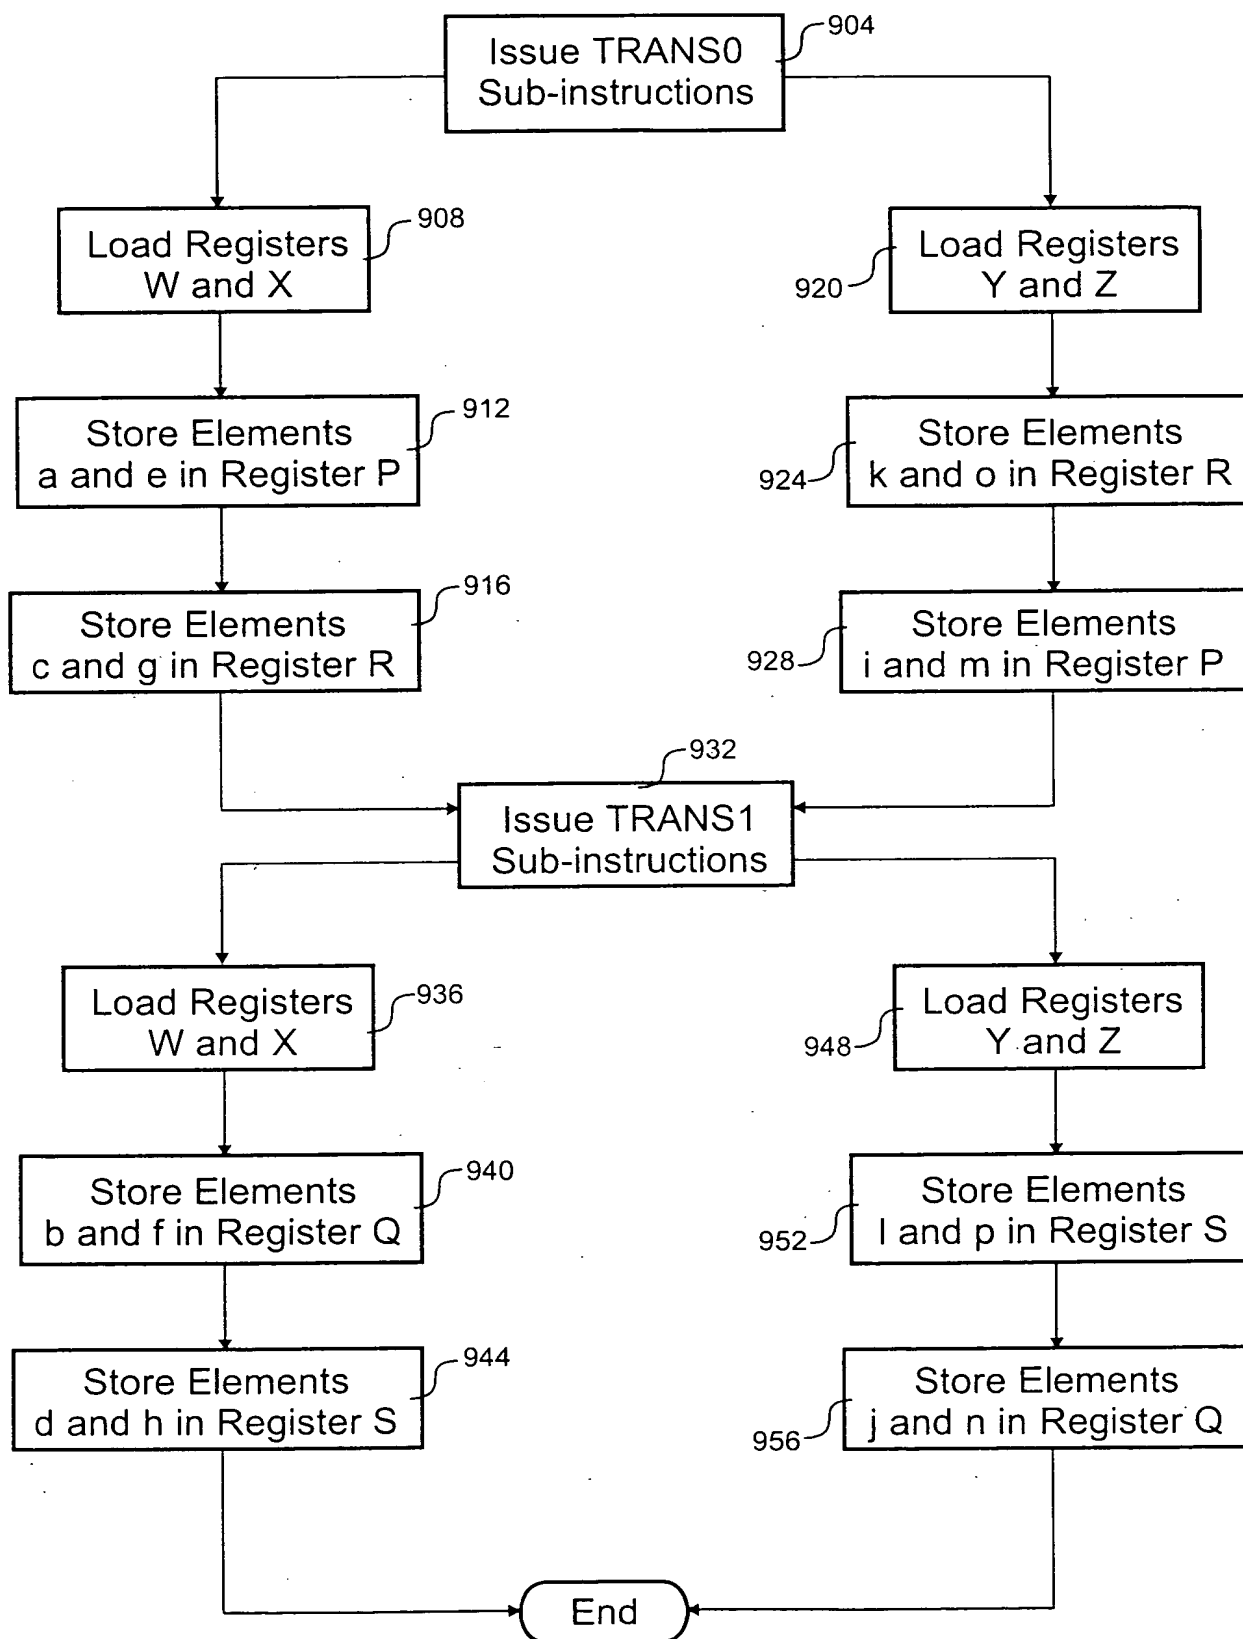 Issue TRANS0
Sub-instructions
904
Load Registers
W and X
908
Load Registers
Y and Z
920
Store Elements
a and e in Register P
912
Store Elements
k and o in Register R
924
Store Elements
c and g in Register R
916
Store Elements
i and m in Register P
928
Issue TRANS1
Sub-instructions
932
Load Registers
W and X
936
Load Registers
Y and Z
948
Store Elements
b and f in Register Q
940
Store Elements
l and p in Register S
952
Store Elements
d and h in Register S
944
Store Elements
j and n in Register Q
956
End